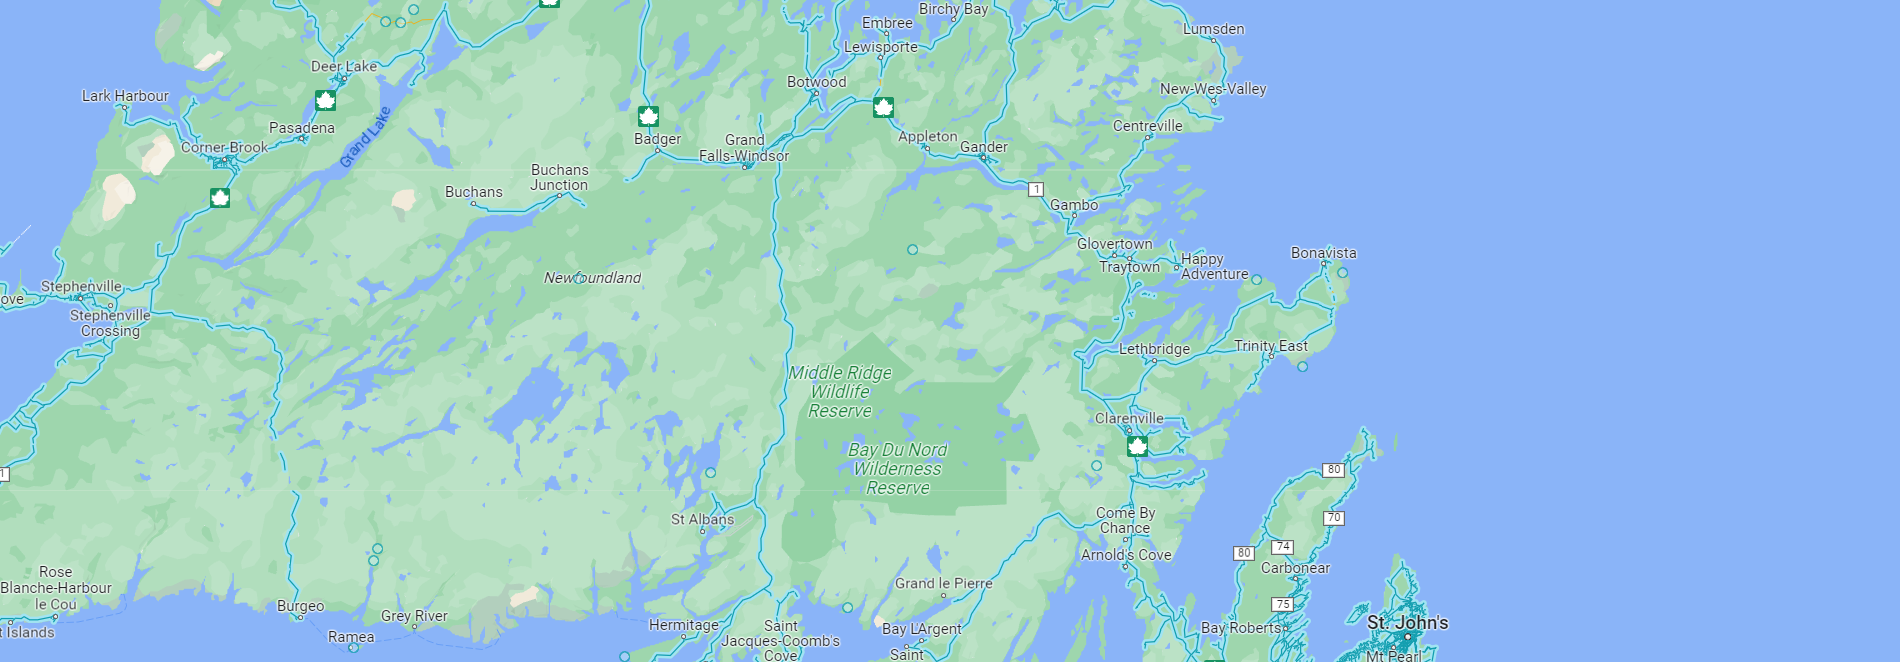 Birchy Bay
Embree
Lumsden
Lewisporte
Deer Lake
Botwood
New-Wes-Valley
Lark Harbour
Grand Lake
Pasadena
Centreville
Badger
Appleton
Grand
Falls-Windsor
Gander
Corner Brook
Buchans
Junction
Buchans
1
Gambo
Glovertown
Traytown
Happy
Adventure
Bonavista
Newfoundland
Stephenville
ove
Stephenville
Crossing
Lethbridge
Trinity East
Middle Ridge
Wildlife
Reserve
Clarenville
Bay Du Nord
Wilderness
Reserve
1
80
70
St Albans
Come By
Chance
Arnold's Cove
80
74
Carbonear
Rose
Blanche-Harbour
le Cou
Grand le Pierre
75
Burgeo
Grey River
t Islands
Ramea
Hermitage
Saint
Jacques-Coomb's
Cove
Bay LArgent
Saint
Bay Roberts
St. John's
Mt Pearl